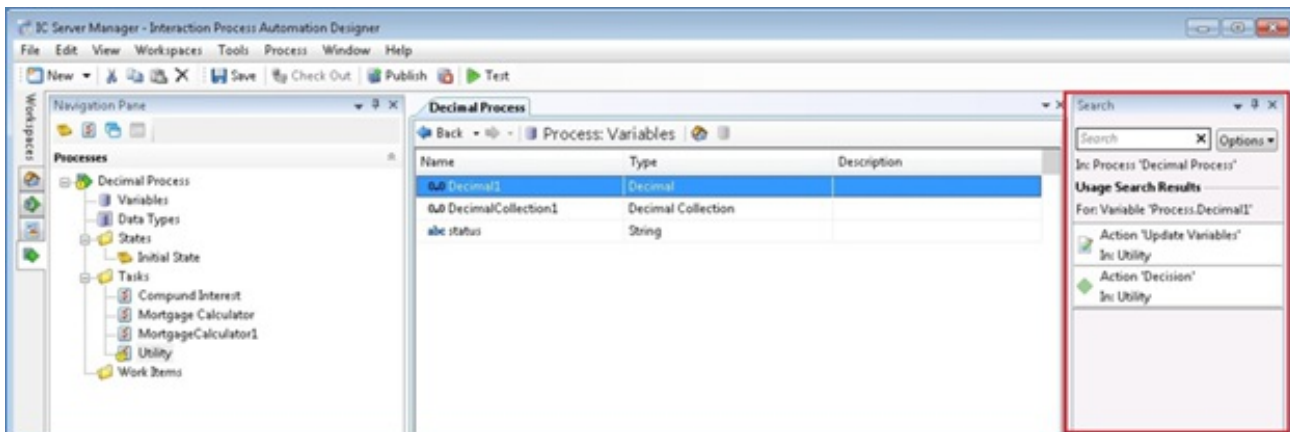 IC Server Manager - Interaction Process Automation Designer
File Edit View Workspaces Tools Process Window Help
New Save Check Out Publish Test
Workspaces
Navigation Pane
Processes
Decimal Process
Variables
Data Types
States
Initial State
Tasks
Compund Interest
Mortgage Calculator
MortgageCalculator1
Utility
Work Items
Decimal Process
Back Process: Variables
Name Type Description
0.0 Decimal1 Decimal
0.0 DecimalCollection1 Decimal Collection
abc status String
Search
Search Options
In: Process 'Decimal Process'
Usage Search Results
For: Variable 'Process.Decimal1'
Action 'Update Variables'
In: Utility
Action 'Decision'
In: Utility